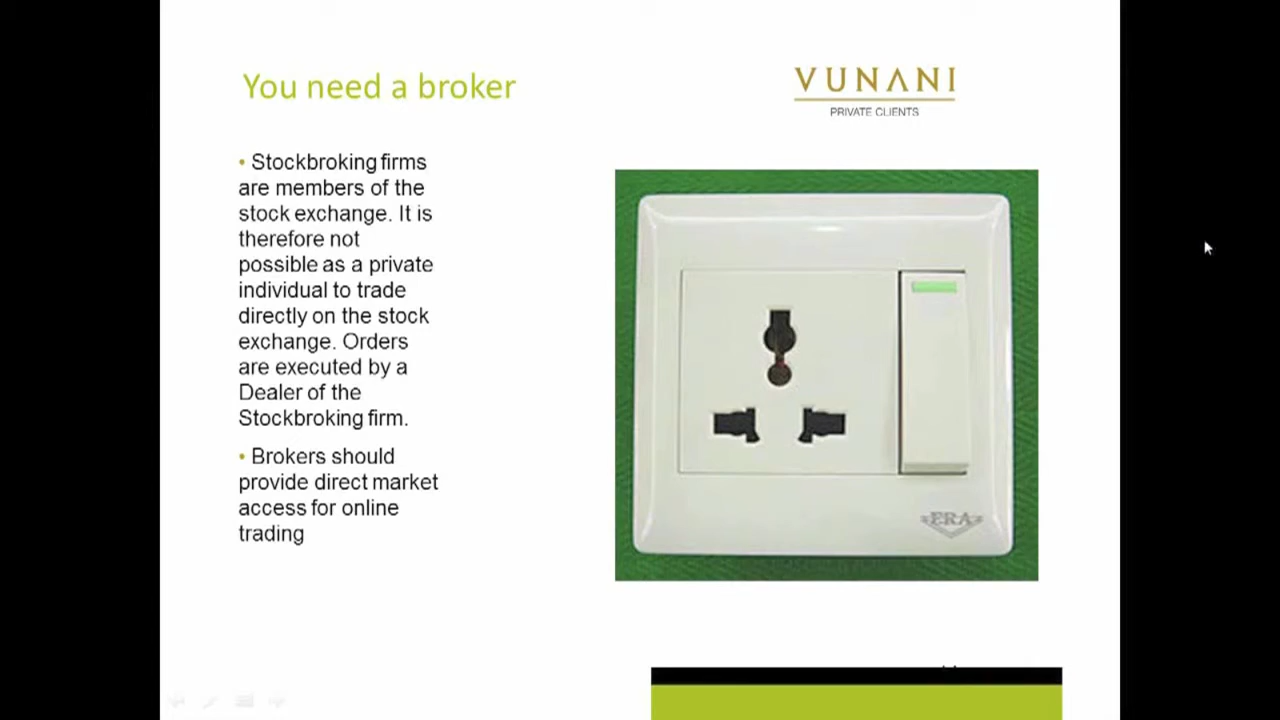 You need a broker
VUNANI
PRIVATE CLIENTS
• Stockbroking firms
are members of the
stock exchange. It is
therefore not
possible as a private
individual to trade
directly on the stock
exchange. Orders
are executed by a
Dealer of the
Stockbroking firm.
• Brokers should
provide direct market
access for online
trading
ERA